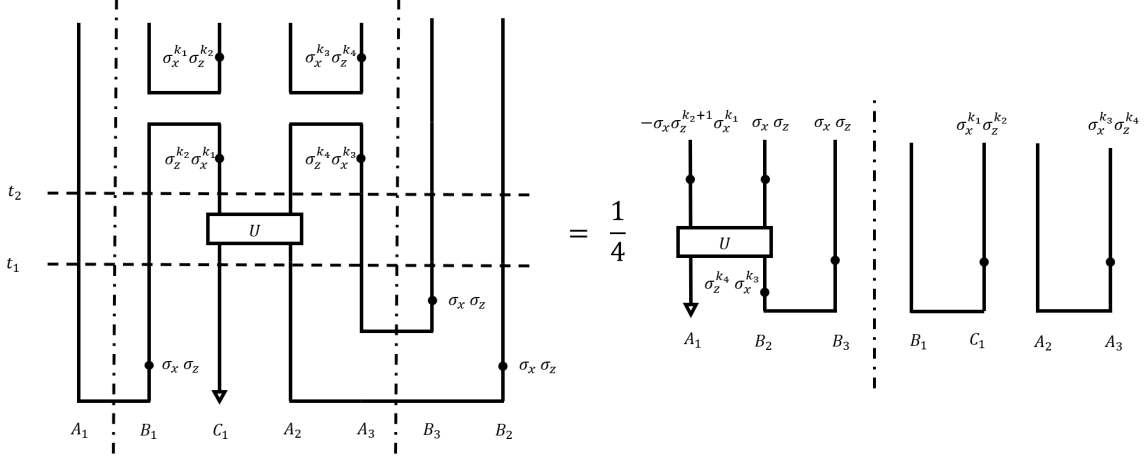 σ_x^{k_1} σ_z^{k_2} σ_x^{k_3} σ_z^{k_4}
−σ_x σ_z^{k_2+1} σ_x^{k_1} σ_x σ_z σ_x σ_z σ_x^{k_1} σ_z^{k_2} σ_x^{k_3} σ_z^{k_4}
σ_z^{k_2} σ_x^{k_1} σ_z^{k_4} σ_x^{k_3}
t_2
U = 1/4 U
t_1
σ_z^{k_4} σ_x^{k_3}
σ_x σ_z
A_1 B_2 B_3 B_1 C_1 A_2 A_3
σ_x σ_z σ_x σ_z
A_1 B_1 C_1 A_2 A_3 B_3 B_2